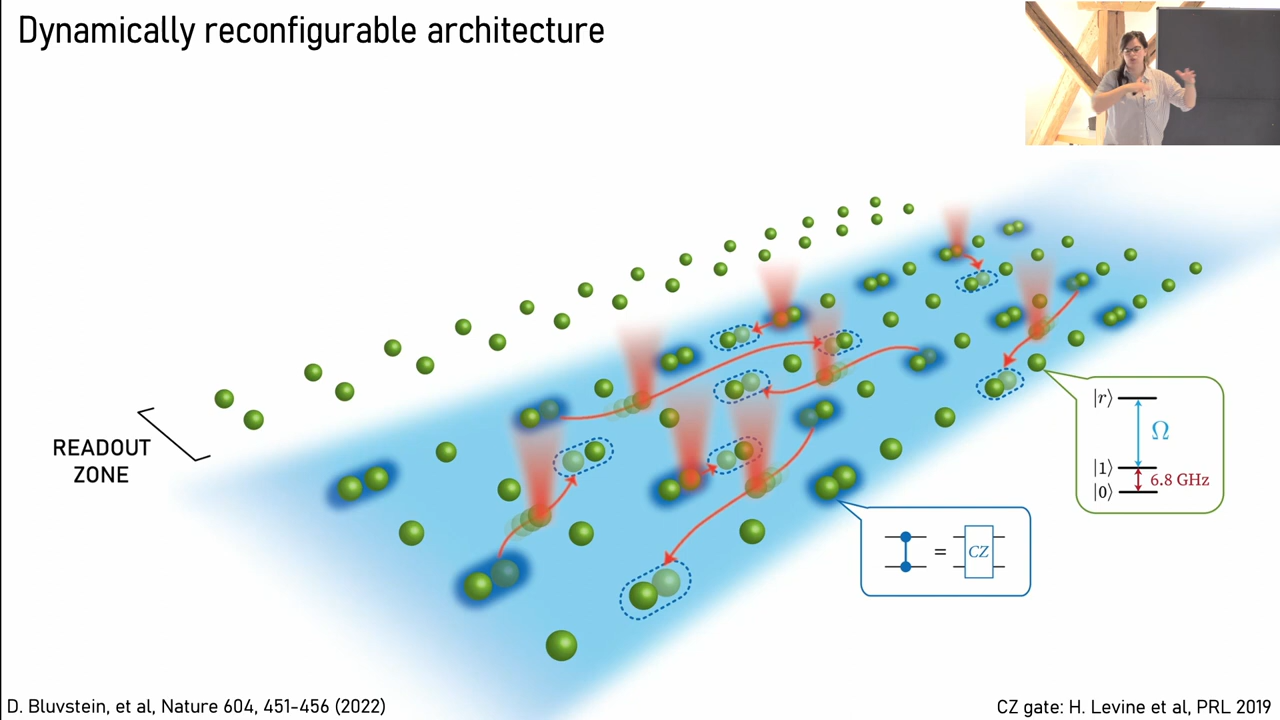 Dynamically reconfigurable architecture
READOUT
ZONE
|r⟩
Ω
|1⟩
6.8 GHz
|0⟩
= CZ
D. Bluvstein, et al, Nature 604, 451-456 (2022)
CZ gate: H. Levine et al, PRL 2019